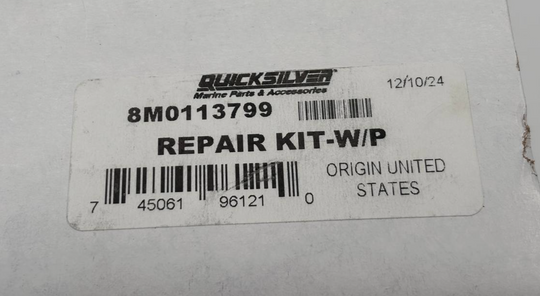 QUICKSILVER
Marine Parts & Accessories
12/10/24
8M0113799
REPAIR KIT-W/P
ORIGIN UNITED
STATES
7 45061 96121 0